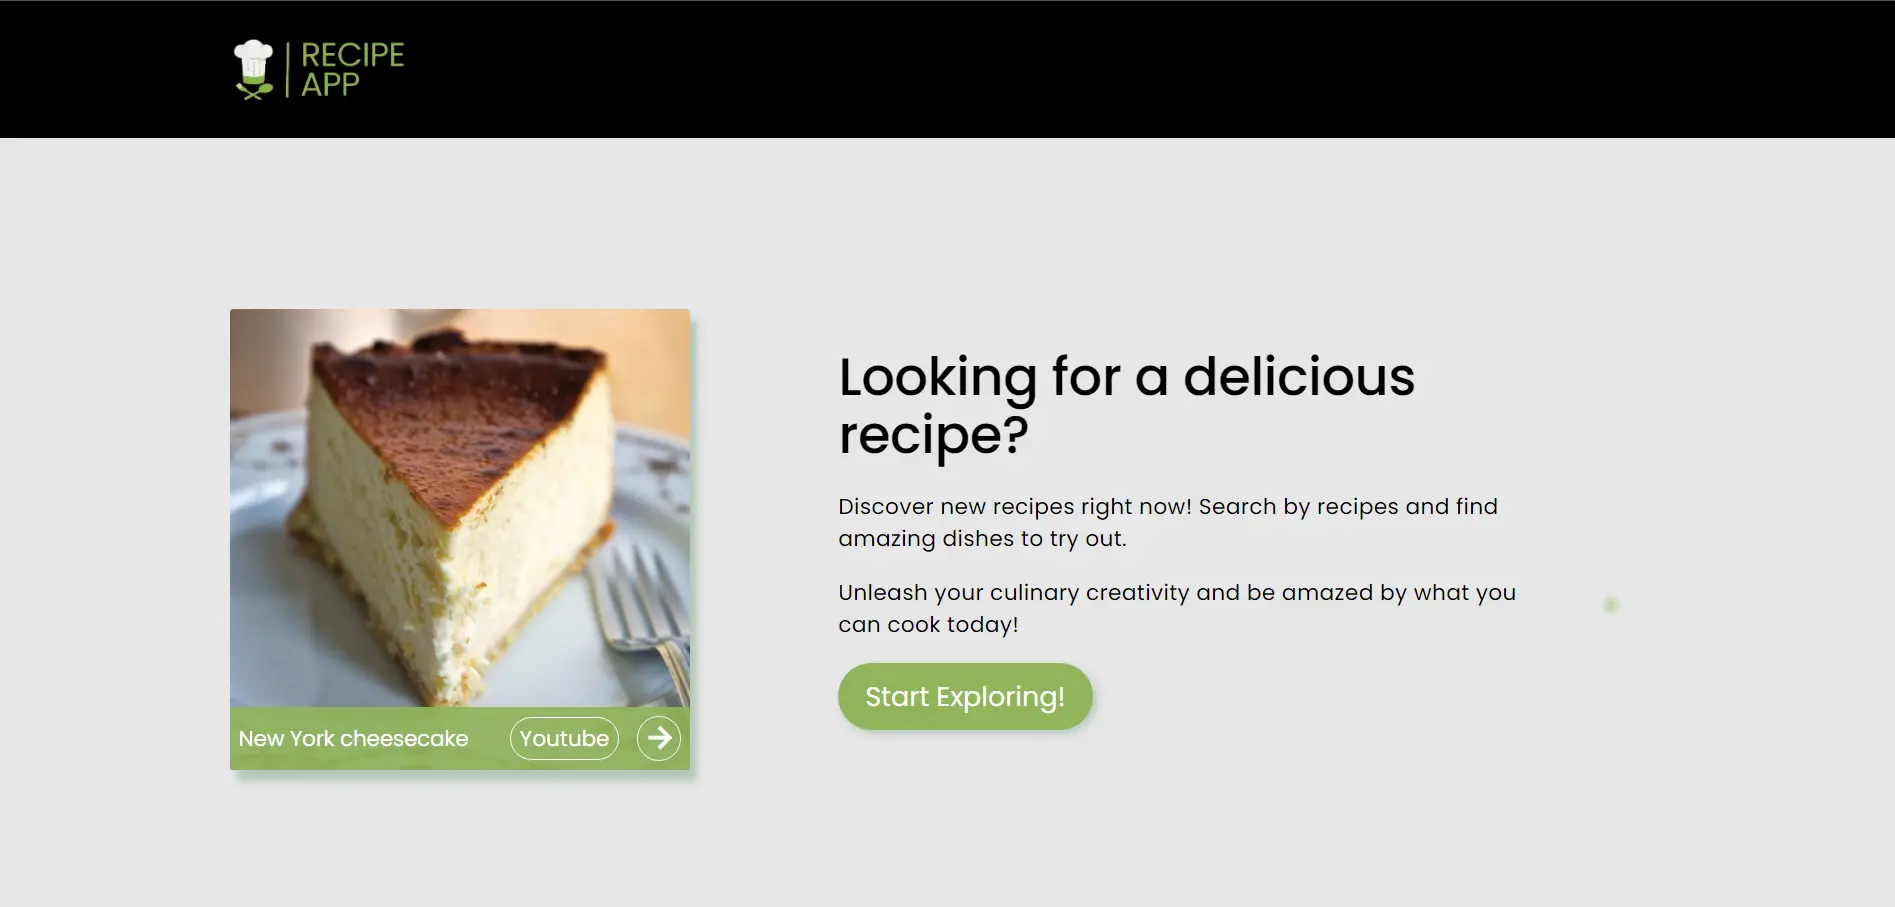 RECIPE
APP
Looking for a delicious
recipe?
Discover new recipes right now! Search by recipes and find
amazing dishes to try out.
Unleash your culinary creativity and be amazed by what you
can cook today!
Start Exploring!
New York cheesecake Youtube